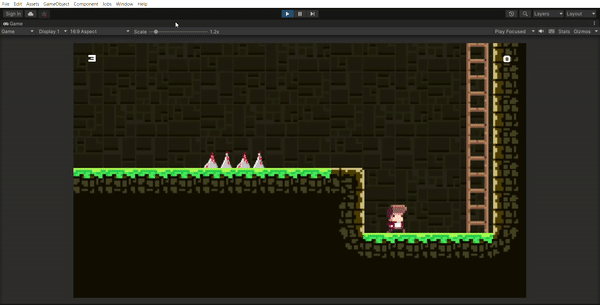 File Edit Assets GameObject Component Jobs Window Help
Sign in Layers Layout
Game
Game Display 1 16:9 Aspect Scale 1.2x Play Focused Stats Gizmos
3 0